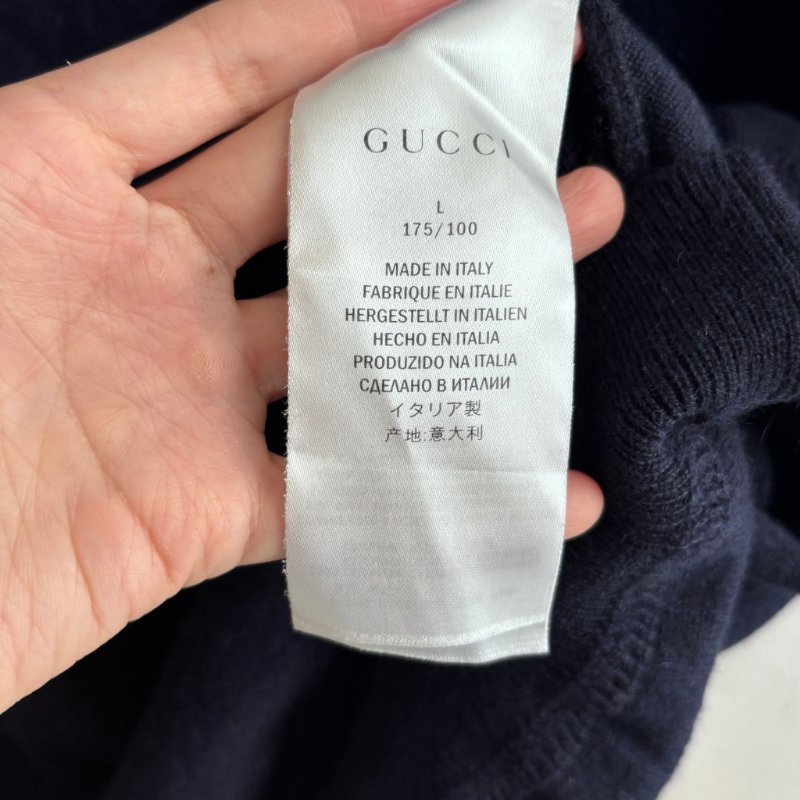 GUCCI
L
175/100
MADE IN ITALY
FABRIQUE EN ITALIE
HERGESTELLT IN ITALIEN
HECHO EN ITALIA
PRODUZIDO NA ITALIA
СДЕЛАНО В ИТАЛИИ
イタリア製
产地:意大利